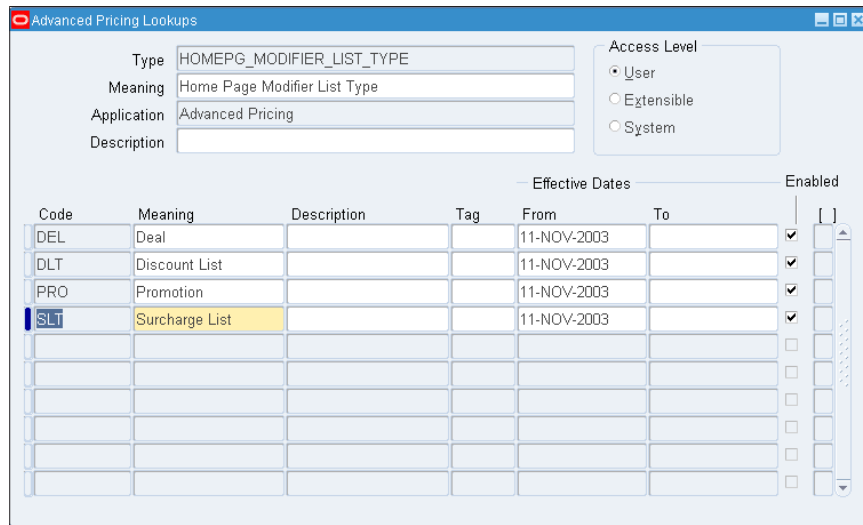 Advanced Pricing Lookups
Type HOMEPG_MODIFIER_LIST_TYPE
Meaning Home Page Modifier List Type
Application Advanced Pricing
Description
Access Level
User
Extensible
System
Effective Dates Enabled
Code Meaning Description Tag From To [ ]
DEL Deal 11-NOV-2003
DLT Discount List 11-NOV-2003
PRO Promotion 11-NOV-2003
SLT Surcharge List 11-NOV-2003